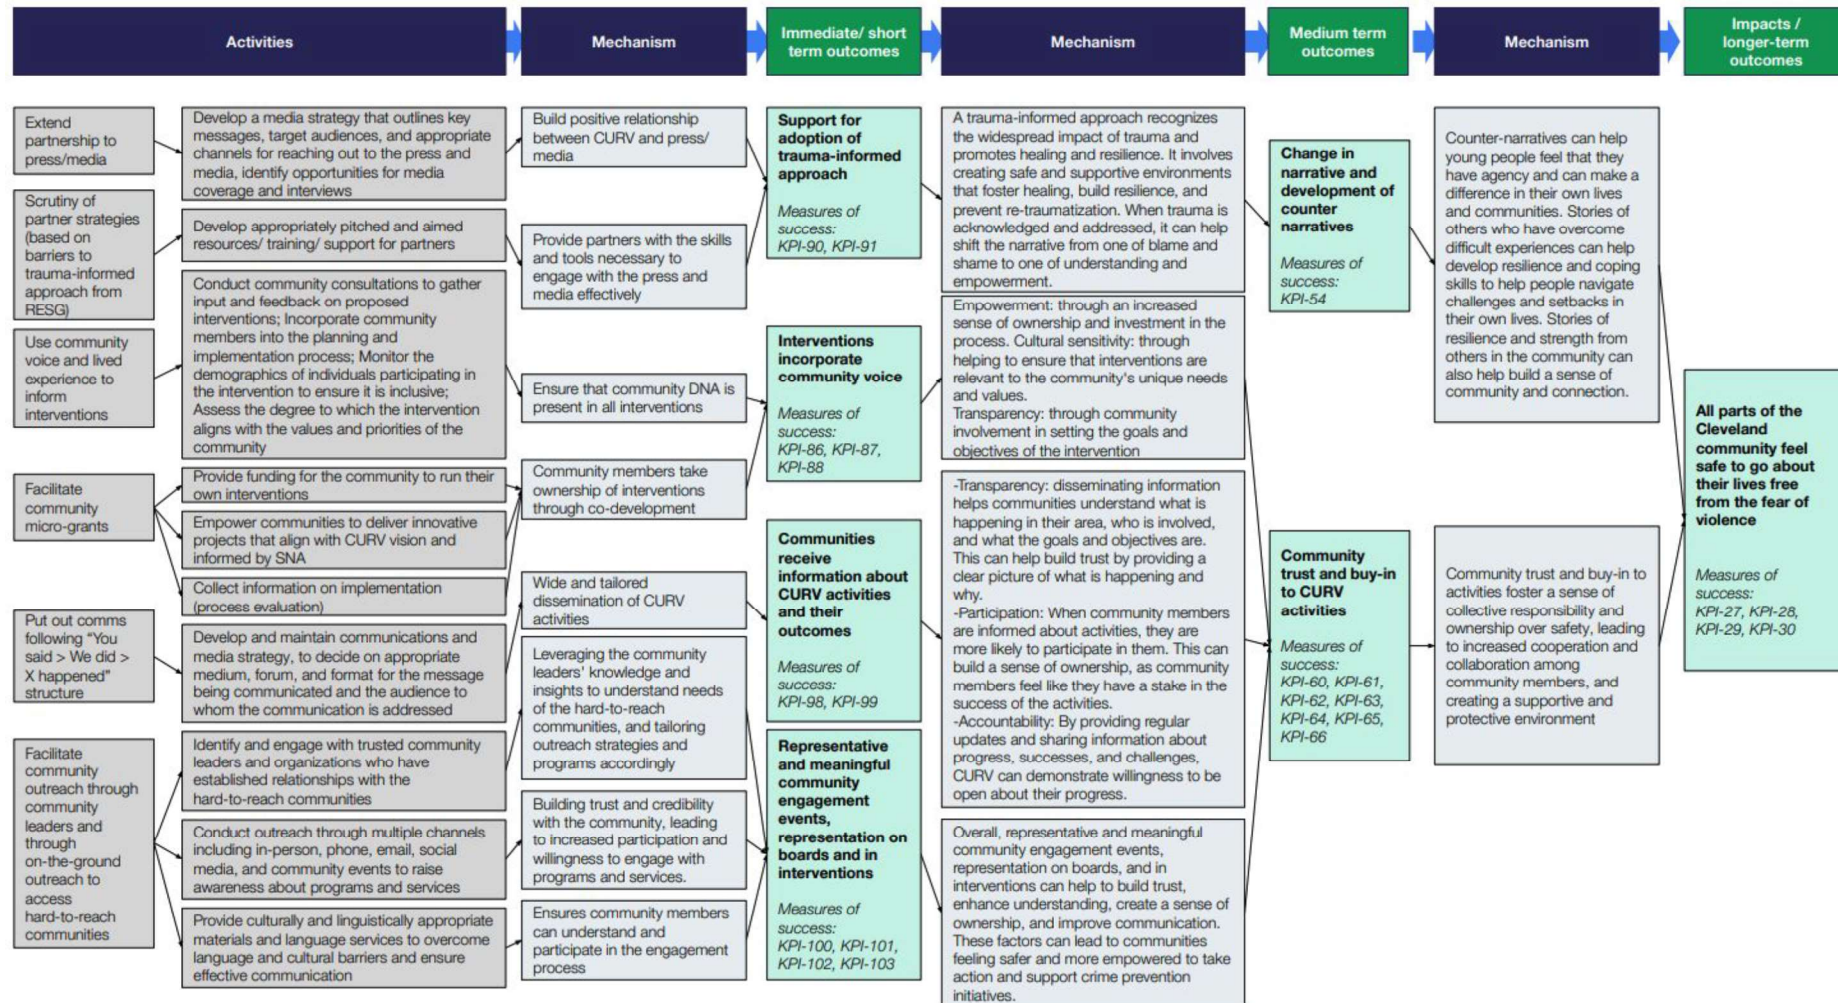 Activities
Mechanism
Immediate/ short
term outcomes
Mechanism
Medium term
outcomes
Mechanism
Impacts /
longer-term
outcomes
Extend
partnership to
press/media
Scrutiny of
partner strategies
(based on
barriers to
trauma-informed
approach from
RESG)
Use community
voice and lived
experience to
inform
interventions
Facilitate
community
micro-grants
Put out comms
following “You
said > We did >
X happened”
structure
Facilitate
community
outreach through
community
leaders and
through
on-the-ground
outreach to
access
hard-to-reach
communities
Develop a media strategy that outlines key
messages, target audiences, and appropriate
channels for reaching out to the press and
media, identify opportunities for media
coverage and interviews
Develop appropriately pitched and aimed
resources/ training/ support for partners
Conduct community consultations to gather
input and feedback on proposed
interventions; Incorporate community
members into the planning and
implementation process; Monitor the
demographics of individuals participating in
the intervention to ensure it is inclusive;
Assess the degree to which the intervention
aligns with the values and priorities of the
community
Provide funding for the community to run their
own interventions
Empower communities to deliver innovative
projects that align with CURV vision and
informed by SNA
Collect information on implementation
(process evaluation)
Develop and maintain communications and
media strategy, to decide on appropriate
medium, forum, and format for the message
being communicated and the audience to
whom the communication is addressed
Identify and engage with trusted community
leaders and organizations who have
established relationships with the
hard-to-reach communities
Conduct outreach through multiple channels
including in-person, phone, email, social
media, and community events to raise
awareness about programs and services
Provide culturally and linguistically appropriate
materials and language services to overcome
language and cultural barriers and ensure
effective communication
Build positive relationship
between CURV and press/
media
Provide partners with the skills
and tools necessary to
engage with the press and
media effectively
Ensure that community DNA is
present in all interventions
Community members take
ownership of interventions
through co-development
Wide and tailored
dissemination of CURV
activities
Leveraging the community
leaders' knowledge and
insights to understand needs
of the hard-to-reach
communities, and tailoring
outreach strategies and
programs accordingly
Building trust and credibility
with the community, leading
to increased participation and
willingness to engage with
programs and services.
Ensures community members
can understand and
participate in the engagement
process
Support for
adoption of
trauma-informed
approach
Measures of
success:
KPI-90, KPI-91
Interventions
incorporate
community voice
Measures of
success:
KPI-86, KPI-87,
KPI-88
Communities
receive
information about
CURV activities
and their
outcomes
Measures of
success:
KPI-98, KPI-99
Representative
and meaningful
community
engagement
events,
representation on
boards and in
interventions
Measures of
success:
KPI-100, KPI-101,
KPI-102, KPI-103
A trauma-informed approach recognizes
the widespread impact of trauma and
promotes healing and resilience. It involves
creating safe and supportive environments
that foster healing, build resilience, and
prevent re-traumatization. When trauma is
acknowledged and addressed, it can help
shift the narrative from one of blame and
shame to one of understanding and
empowerment.
Empowerment: through an increased
sense of ownership and investment in the
process. Cultural sensitivity: through
helping to ensure that interventions are
relevant to the community's unique needs
and values.
Transparency: through community
involvement in setting the goals and
objectives of the intervention
-Transparency: disseminating information
helps communities understand what is
happening in their area, who is involved,
and what the goals and objectives are.
This can help build trust by providing a
clear picture of what is happening and
why.
-Participation: When community members
are informed about activities, they are
more likely to participate in them. This can
build a sense of ownership, as community
members feel like they have a stake in the
success of the activities.
-Accountability: By providing regular
updates and sharing information about
progress, successes, and challenges,
CURV can demonstrate willingness to be
open about their progress.
Overall, representative and meaningful
community engagement events,
representation on boards, and in
interventions can help to build trust,
enhance understanding, create a sense of
ownership, and improve communication.
These factors can lead to communities
feeling safer and more empowered to take
action and support crime prevention
initiatives.
Change in
narrative and
development of
counter
narratives
Measures of
success:
KPI-54
Community
trust and buy-in
to CURV
activities
Measures of
success:
KPI-60, KPI-61,
KPI-62, KPI-63,
KPI-64, KPI-65,
KPI-66
Counter-narratives can help
young people feel that they
have agency and can make a
difference in their own lives
and communities. Stories of
others who have overcome
difficult experiences can help
develop resilience and coping
skills to help people navigate
challenges and setbacks in
their own lives. Stories of
resilience and strength from
others in the community can
also help build a sense of
community and connection.
Community trust and buy-in to
activities foster a sense of
collective responsibility and
ownership over safety, leading
to increased cooperation and
collaboration among
community members, and
creating a supportive and
protective environment
All parts of the
Cleveland
community feel
safe to go about
their lives free
from the fear of
violence
Measures of
success:
KPI-27, KPI-28,
KPI-29, KPI-30